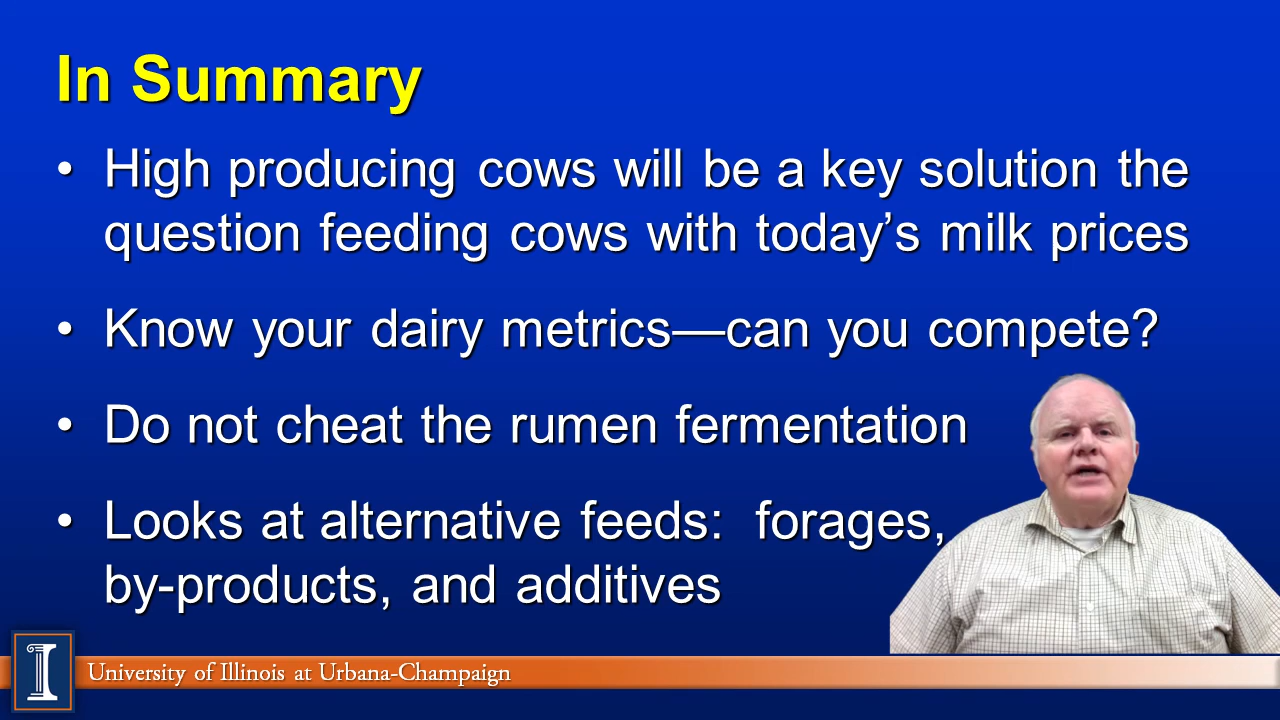 In Summary
• High producing cows will be a key solution the
question feeding cows with today’s milk prices
• Know your dairy metrics—can you compete?
• Do not cheat the rumen fermentation
• Looks at alternative feeds:  forages,
by-products, and additives
I
University of Illinois at Urbana-Champaign